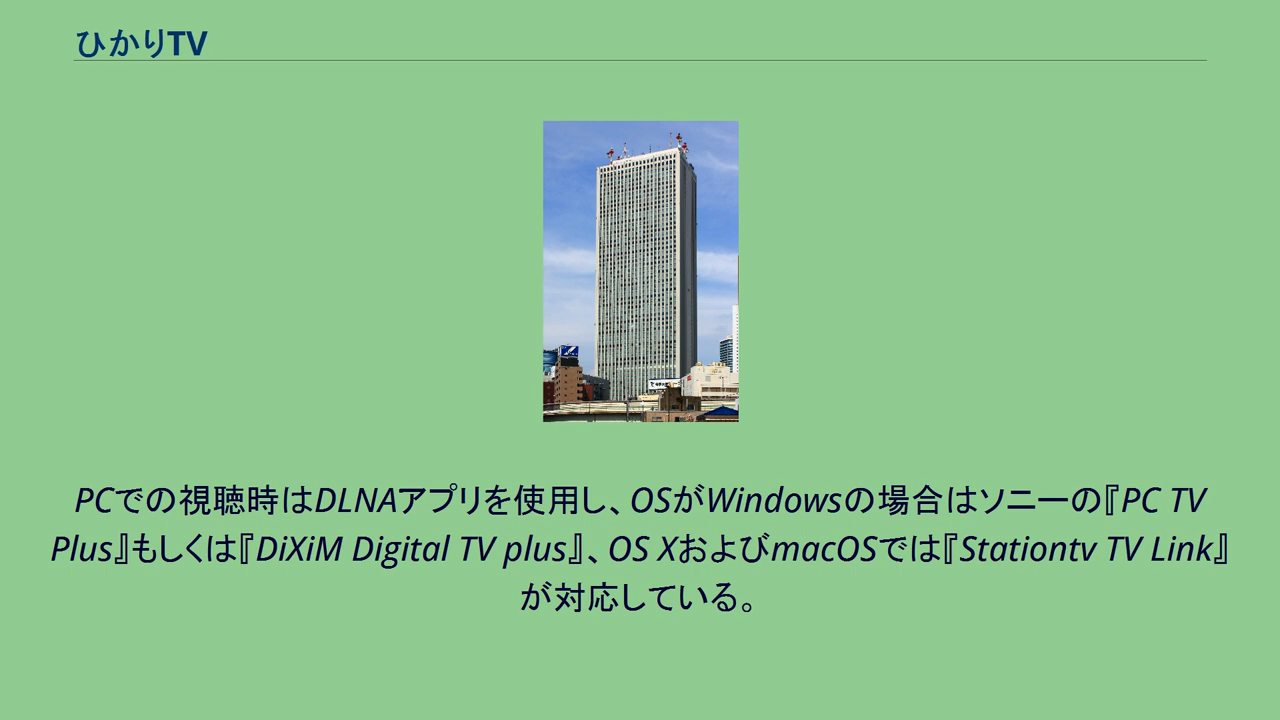 ひかりTV
PCでの視聴時はDLNAアプリを使用し、OSがWindowsの場合はソニーの『PC TV
Plus』もしくは『DiXiM Digital TV plus』、OS XおよびmacOSでは『Stationtv TV Link』
が対応している。